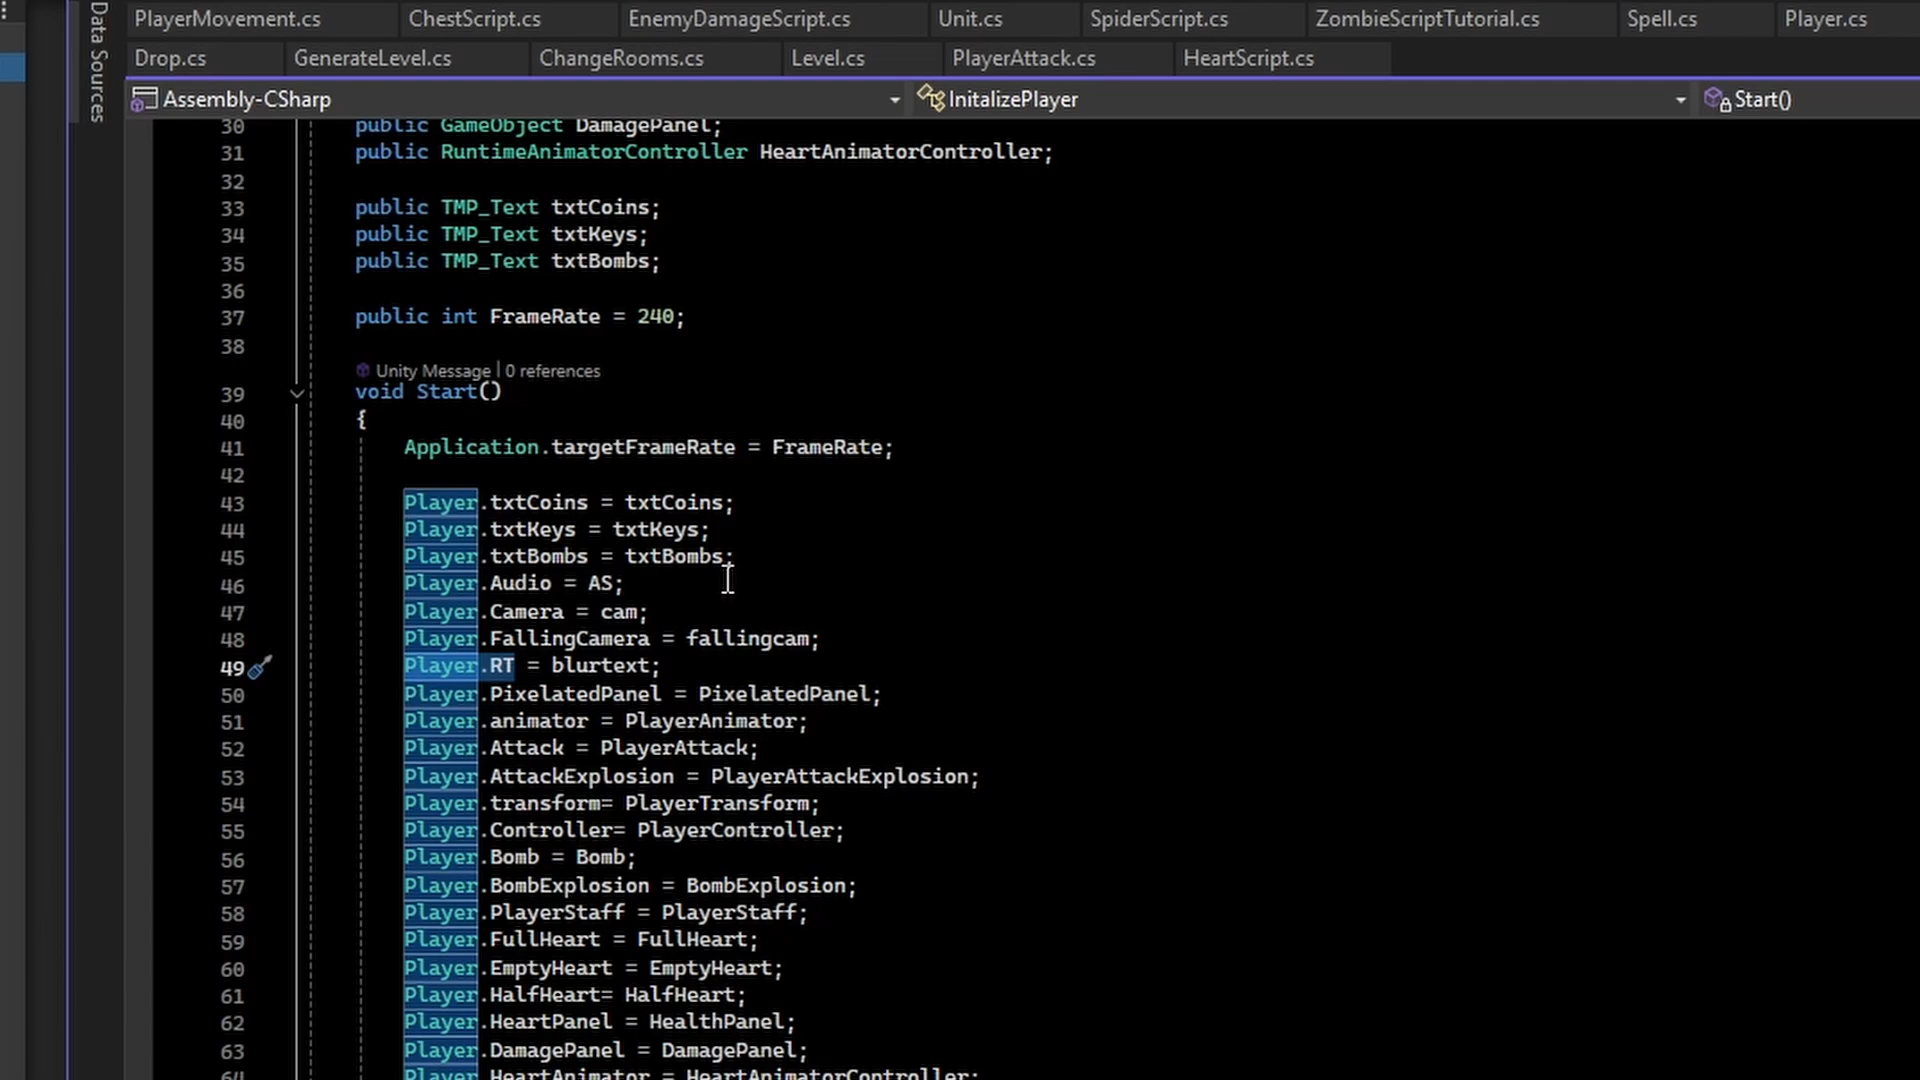 Data Sources
PlayerMovement.cs ChestScript.cs EnemyDamageScript.cs Unit.cs SpiderScript.cs ZombieScriptTutorial.cs Spell.cs Player.cs
Drop.cs GenerateLevel.cs ChangeRooms.cs Level.cs PlayerAttack.cs HeartScript.cs
Assembly-CSharp InitalizePlayer Start()
30 public GameObject DamagePanel;
31 public RuntimeAnimatorController HeartAnimatorController;
32
33 public TMP_Text txtCoins;
34 public TMP_Text txtKeys;
35 public TMP_Text txtBombs;
36
37 public int FrameRate = 240;
38
Unity Message | 0 references
39 void Start()
40 {
41 Application.targetFrameRate = FrameRate;
42
43 Player.txtCoins = txtCoins;
44 Player.txtKeys = txtKeys;
45 Player.txtBombs = txtBombs;
46 Player.Audio = AS;
47 Player.Camera = cam;
48 Player.FallingCamera = fallingcam;
49 Player.RT = blurtext;
50 Player.PixelatedPanel = PixelatedPanel;
51 Player.animator = PlayerAnimator;
52 Player.Attack = PlayerAttack;
53 Player.AttackExplosion = PlayerAttackExplosion;
54 Player.transform= PlayerTransform;
55 Player.Controller= PlayerController;
56 Player.Bomb = Bomb;
57 Player.BombExplosion = BombExplosion;
58 Player.PlayerStaff = PlayerStaff;
59 Player.FullHeart = FullHeart;
60 Player.EmptyHeart = EmptyHeart;
61 Player.HalfHeart= HalfHeart;
62 Player.HeartPanel = HealthPanel;
63 Player.DamagePanel = DamagePanel;
64 Player.HeartAnimator = HeartAnimatorController;